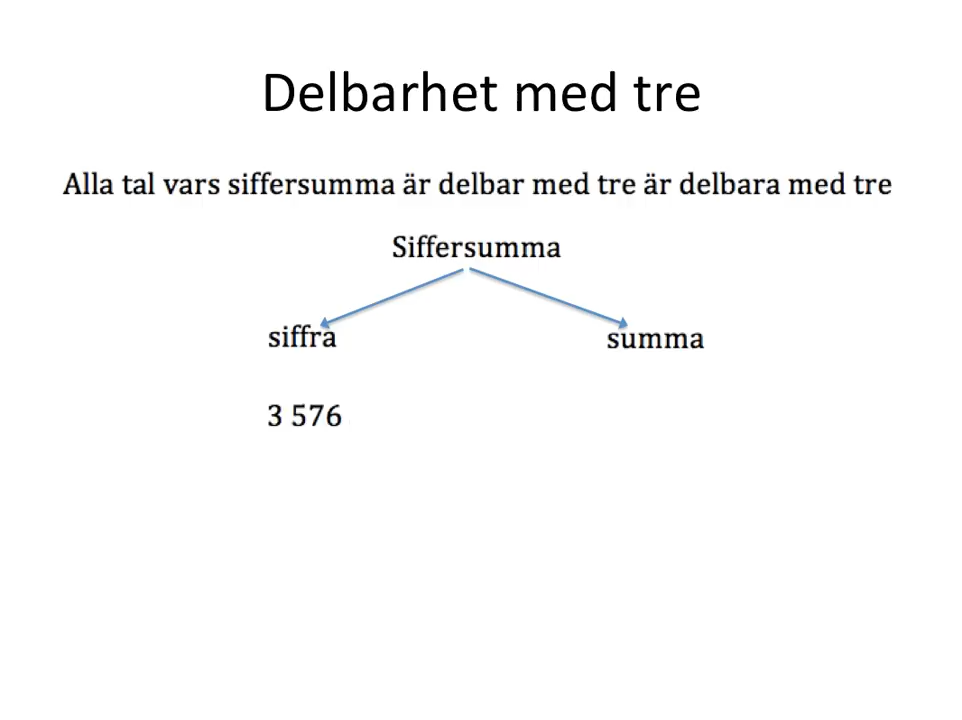 Delbarhet med tre
Alla tal vars siffersumma är delbar med tre är delbara med tre
Siffersumma
siffra summa
3 576